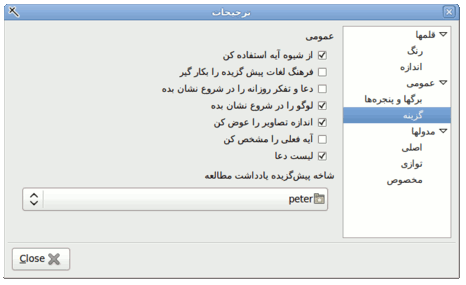 ترجیحات
قلمها
رنگ
اندازه
عمومی
برگها و پنجره‌ها
گزینه
مدولها
اصلی
توازی
مخصوص
عمومی
از شیوه آیه استفاده کن
فرهنگ لغات پیش گزیده را بکار گیر
دعا و تفکر روزانه را در شروع نشان بده
لوگو را در شروع نشان بده
اندازه تصاویر را عوض کن
آیه فعلی را مشخص کن
لیست دعا
شاخه پیش‌گزیده یادداشت مطالعه
peter
Close